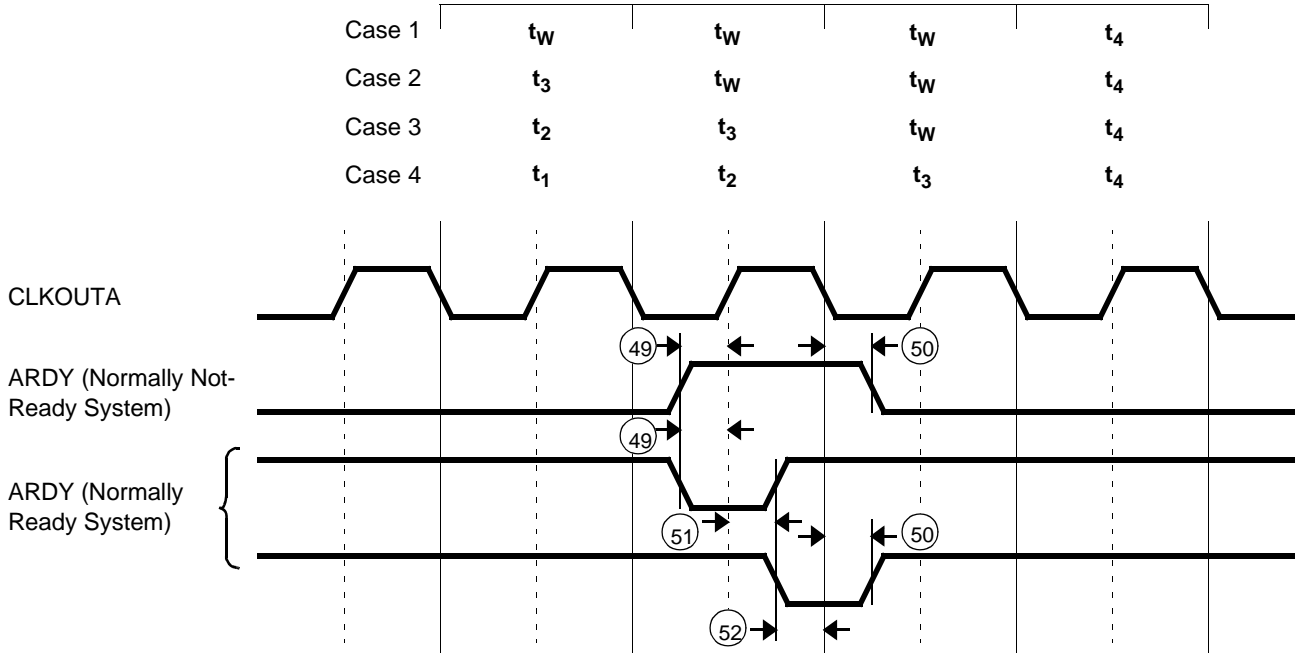 Case 1 tW tW tW t4
Case 2 t3 tW tW t4
Case 3 t2 t3 tW t4
Case 4 t1 t2 t3 t4
CLKOUTA
49 50
ARDY (Normally Not-
Ready System)
49
ARDY (Normally
Ready System)
51 50
52